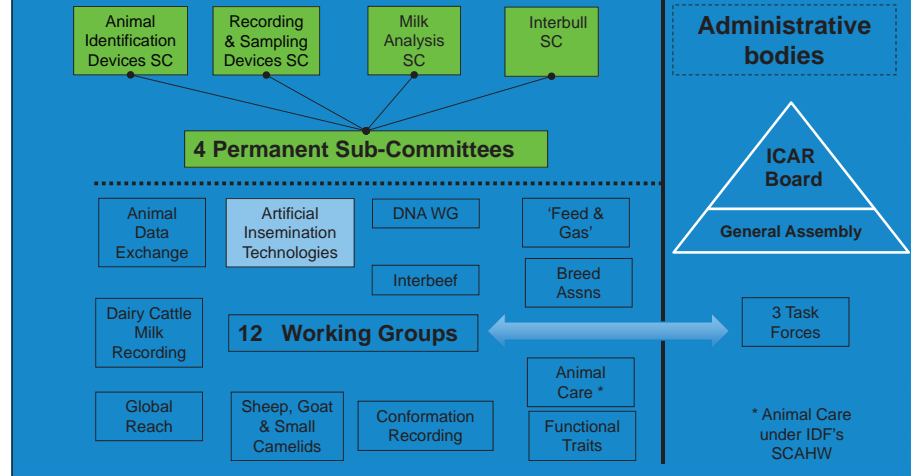 Animal
Identification
Devices SC
Recording
& Sampling
Devices SC
Milk
Analysis
SC
Interbull
SC
Administrative
bodies
4 Permanent Sub-Committees
ICAR
Board
General Assembly
Animal
Data
Exchange
Artificial
Insemination
Technologies
DNA WG
‘Feed &
Gas’
Interbeef
Breed
Assns
Dairy Cattle
Milk
Recording
12 Working Groups
3 Task
Forces
Animal
Care *
Global
Reach
Sheep, Goat
& Small
Camelids
Conformation
Recording
Functional
Traits
* Animal Care
under IDF's
SCAHW